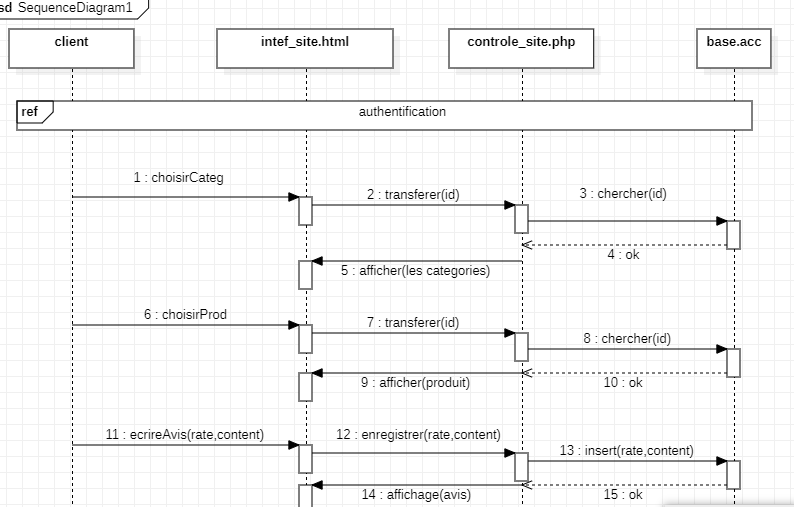 sd SequenceDiagram1
client
intef_site.html
controle_site.php
base.acc
ref
authentification
1 : choisirCateg
2 : transferer(id)
3 : chercher(id)
4 : ok
5 : afficher(les categories)
6 : choisirProd
7 : transferer(id)
8 : chercher(id)
9 : afficher(produit)
10 : ok
11 : ecrireAvis(rate,content)
12 : enregistrer(rate,content)
13 : insert(rate,content)
14 : affichage(avis)
15 : ok